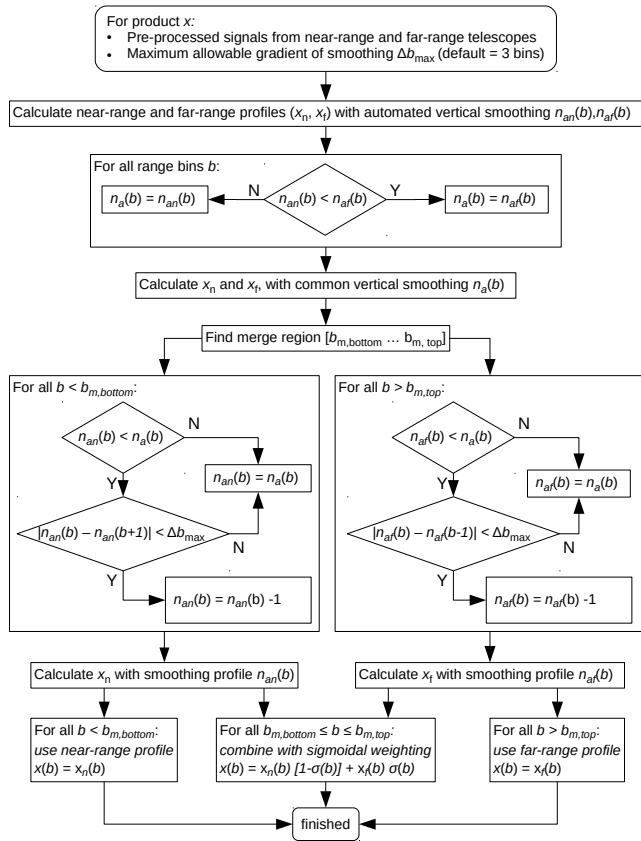 For product x:
• Pre-processed signals from near-range and far-range telescopes
• Maximum allowable gradient of smoothing Δb_max (default = 3 bins)
Calculate near-range and far-range profiles (x_n, x_f) with automated vertical smoothing n_an(b),n_af(b)
For all range bins b:
N
n_an(b) < n_af(b)
Y
n_a(b) = n_an(b)
n_a(b) = n_af(b)
Calculate x_n and x_f, with common vertical smoothing n_a(b)
Find merge region [b_m,bottom … b_m, top]
For all b < b_m,bottom:
n_an(b) < n_a(b)
N
Y
n_an(b) = n_a(b)
|n_an(b) – n_an(b+1)| < Δb_max
N
Y
n_an(b) = n_an(b) -1
For all b > b_m,top:
n_af(b) < n_a(b)
N
Y
n_af(b) = n_a(b)
|n_af(b) – n_af(b-1)| < Δb_max
N
Y
n_af(b) = n_af(b) -1
Calculate x_n with smoothing profile n_an(b)
Calculate x_f with smoothing profile n_af(b)
For all b < b_m,bottom:
use near-range profile
x(b) = x_n(b)
For all b_m,bottom ≤ b ≤ b_m,top:
combine with sigmoidal weighting
x(b) = x_n(b) [1-σ(b)] + x_f(b) σ(b)
For all b > b_m,top:
use far-range profile
x(b) = x_f(b)
finished